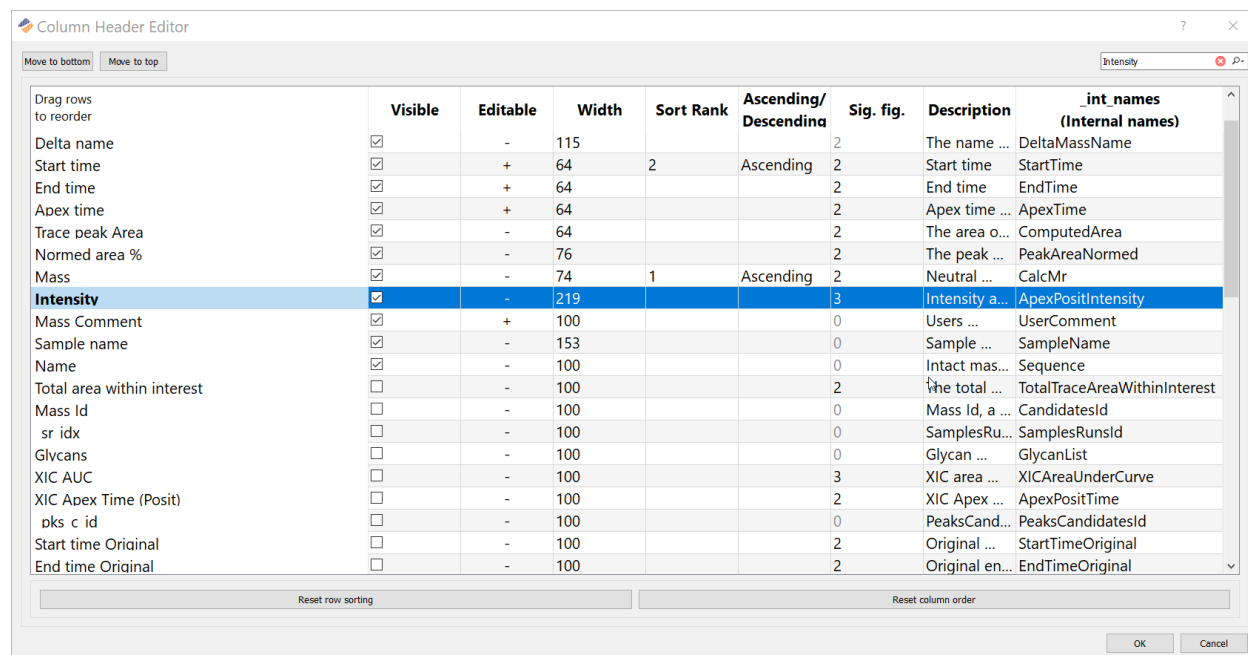 Column Header Editor ?
Move to bottom Move to top Intensity
Drag rows to reorder Visible Editable Width Sort Rank Ascending/Descending Sig. fig. Description _int_names (Internal names)
Delta name - 115 2 The name ... DeltaMassName
Start time + 64 2 Ascending 2 Start time StartTime
End time + 64 2 End time EndTime
Apex time + 64 2 Apex time ... ApexTime
Trace peak Area - 64 2 The area o... ComputedArea
Normed area % - 76 2 The peak ... PeakAreaNormed
Mass - 74 1 Ascending 2 Neutral ... CalcMr
Intensity - 219 3 Intensity a... ApexPositIntensity
Mass Comment + 100 0 Users ... UserComment
Sample name - 153 0 Sample ... SampleName
Name - 100 0 Intact mas... Sequence
Total area within interest - 100 2 The total ... TotalTraceAreaWithinInterest
Mass Id - 100 0 Mass Id, a ... CandidatesId
sr idx - 100 0 SamplesRu... SamplesRunsId
Glycans - 100 0 Glycan ... GlycanList
XIC AUC - 100 3 XIC area ... XICAreaUnderCurve
XIC Apex Time (Posit) - 100 2 XIC Apex ... ApexPositTime
pks c id - 100 0 PeaksCand... PeaksCandidatesId
Start time Original - 100 2 Original ... StartTimeOriginal
End time Original - 100 2 Original en... EndTimeOriginal
Reset row sorting Reset column order
OK Cancel